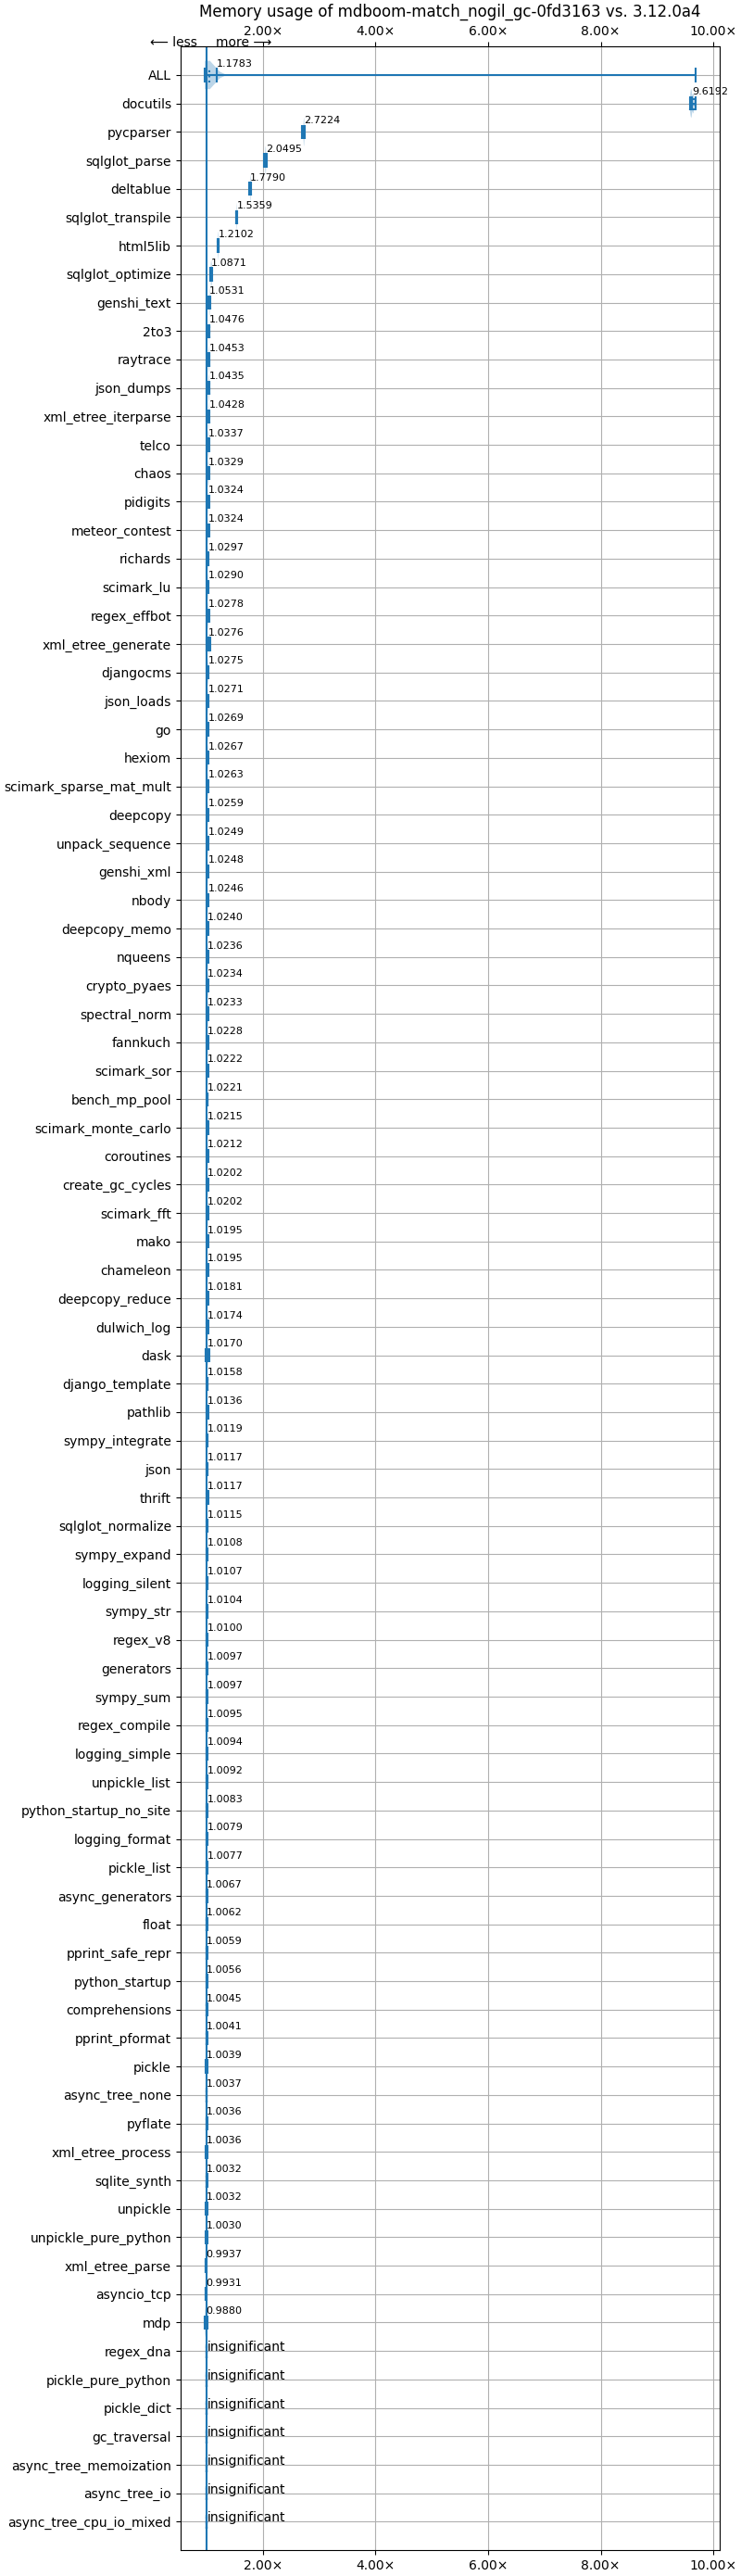 Memory usage of mdboom-match_nogil_gc-0fd3163 vs. 3.12.0a4
2.00× 4.00× 6.00× 8.00× 10.00×
⟵ less more ⟶
ALL 1.1783
docutils 9.6192
pycparser 2.7224
sqlglot_parse 2.0495
deltablue 1.7790
sqlglot_transpile 1.5359
html5lib 1.2102
sqlglot_optimize 1.0871
genshi_text 1.0531
2to3 1.0476
raytrace 1.0453
json_dumps 1.0435
xml_etree_iterparse 1.0428
telco 1.0337
chaos 1.0329
pidigits 1.0324
meteor_contest 1.0324
richards 1.0297
scimark_lu 1.0290
regex_effbot 1.0278
xml_etree_generate 1.0276
djangocms 1.0275
json_loads 1.0271
go 1.0269
hexiom 1.0267
scimark_sparse_mat_mult 1.0263
deepcopy 1.0259
unpack_sequence 1.0249
genshi_xml 1.0248
nbody 1.0246
deepcopy_memo 1.0240
nqueens 1.0236
crypto_pyaes 1.0234
spectral_norm 1.0233
fannkuch 1.0228
scimark_sor 1.0222
bench_mp_pool 1.0221
scimark_monte_carlo 1.0215
coroutines 1.0212
create_gc_cycles 1.0202
scimark_fft 1.0202
mako 1.0195
chameleon 1.0195
deepcopy_reduce 1.0181
dulwich_log 1.0174
dask 1.0170
django_template 1.0158
pathlib 1.0136
sympy_integrate 1.0119
json 1.0117
thrift 1.0117
sqlglot_normalize 1.0115
sympy_expand 1.0108
logging_silent 1.0107
sympy_str 1.0104
regex_v8 1.0100
generators 1.0097
sympy_sum 1.0097
regex_compile 1.0095
logging_simple 1.0094
unpickle_list 1.0092
python_startup_no_site 1.0083
logging_format 1.0079
pickle_list 1.0077
async_generators 1.0067
float 1.0062
pprint_safe_repr 1.0059
python_startup 1.0056
comprehensions 1.0045
pprint_pformat 1.0041
pickle 1.0039
async_tree_none 1.0037
pyflate 1.0036
xml_etree_process 1.0036
sqlite_synth 1.0032
unpickle 1.0032
unpickle_pure_python 1.0030
xml_etree_parse 0.9937
asyncio_tcp 0.9931
mdp 0.9880
regex_dna insignificant
pickle_pure_python insignificant
pickle_dict insignificant
gc_traversal insignificant
async_tree_memoization insignificant
async_tree_io insignificant
async_tree_cpu_io_mixed insignificant
2.00× 4.00× 6.00× 8.00× 10.00×